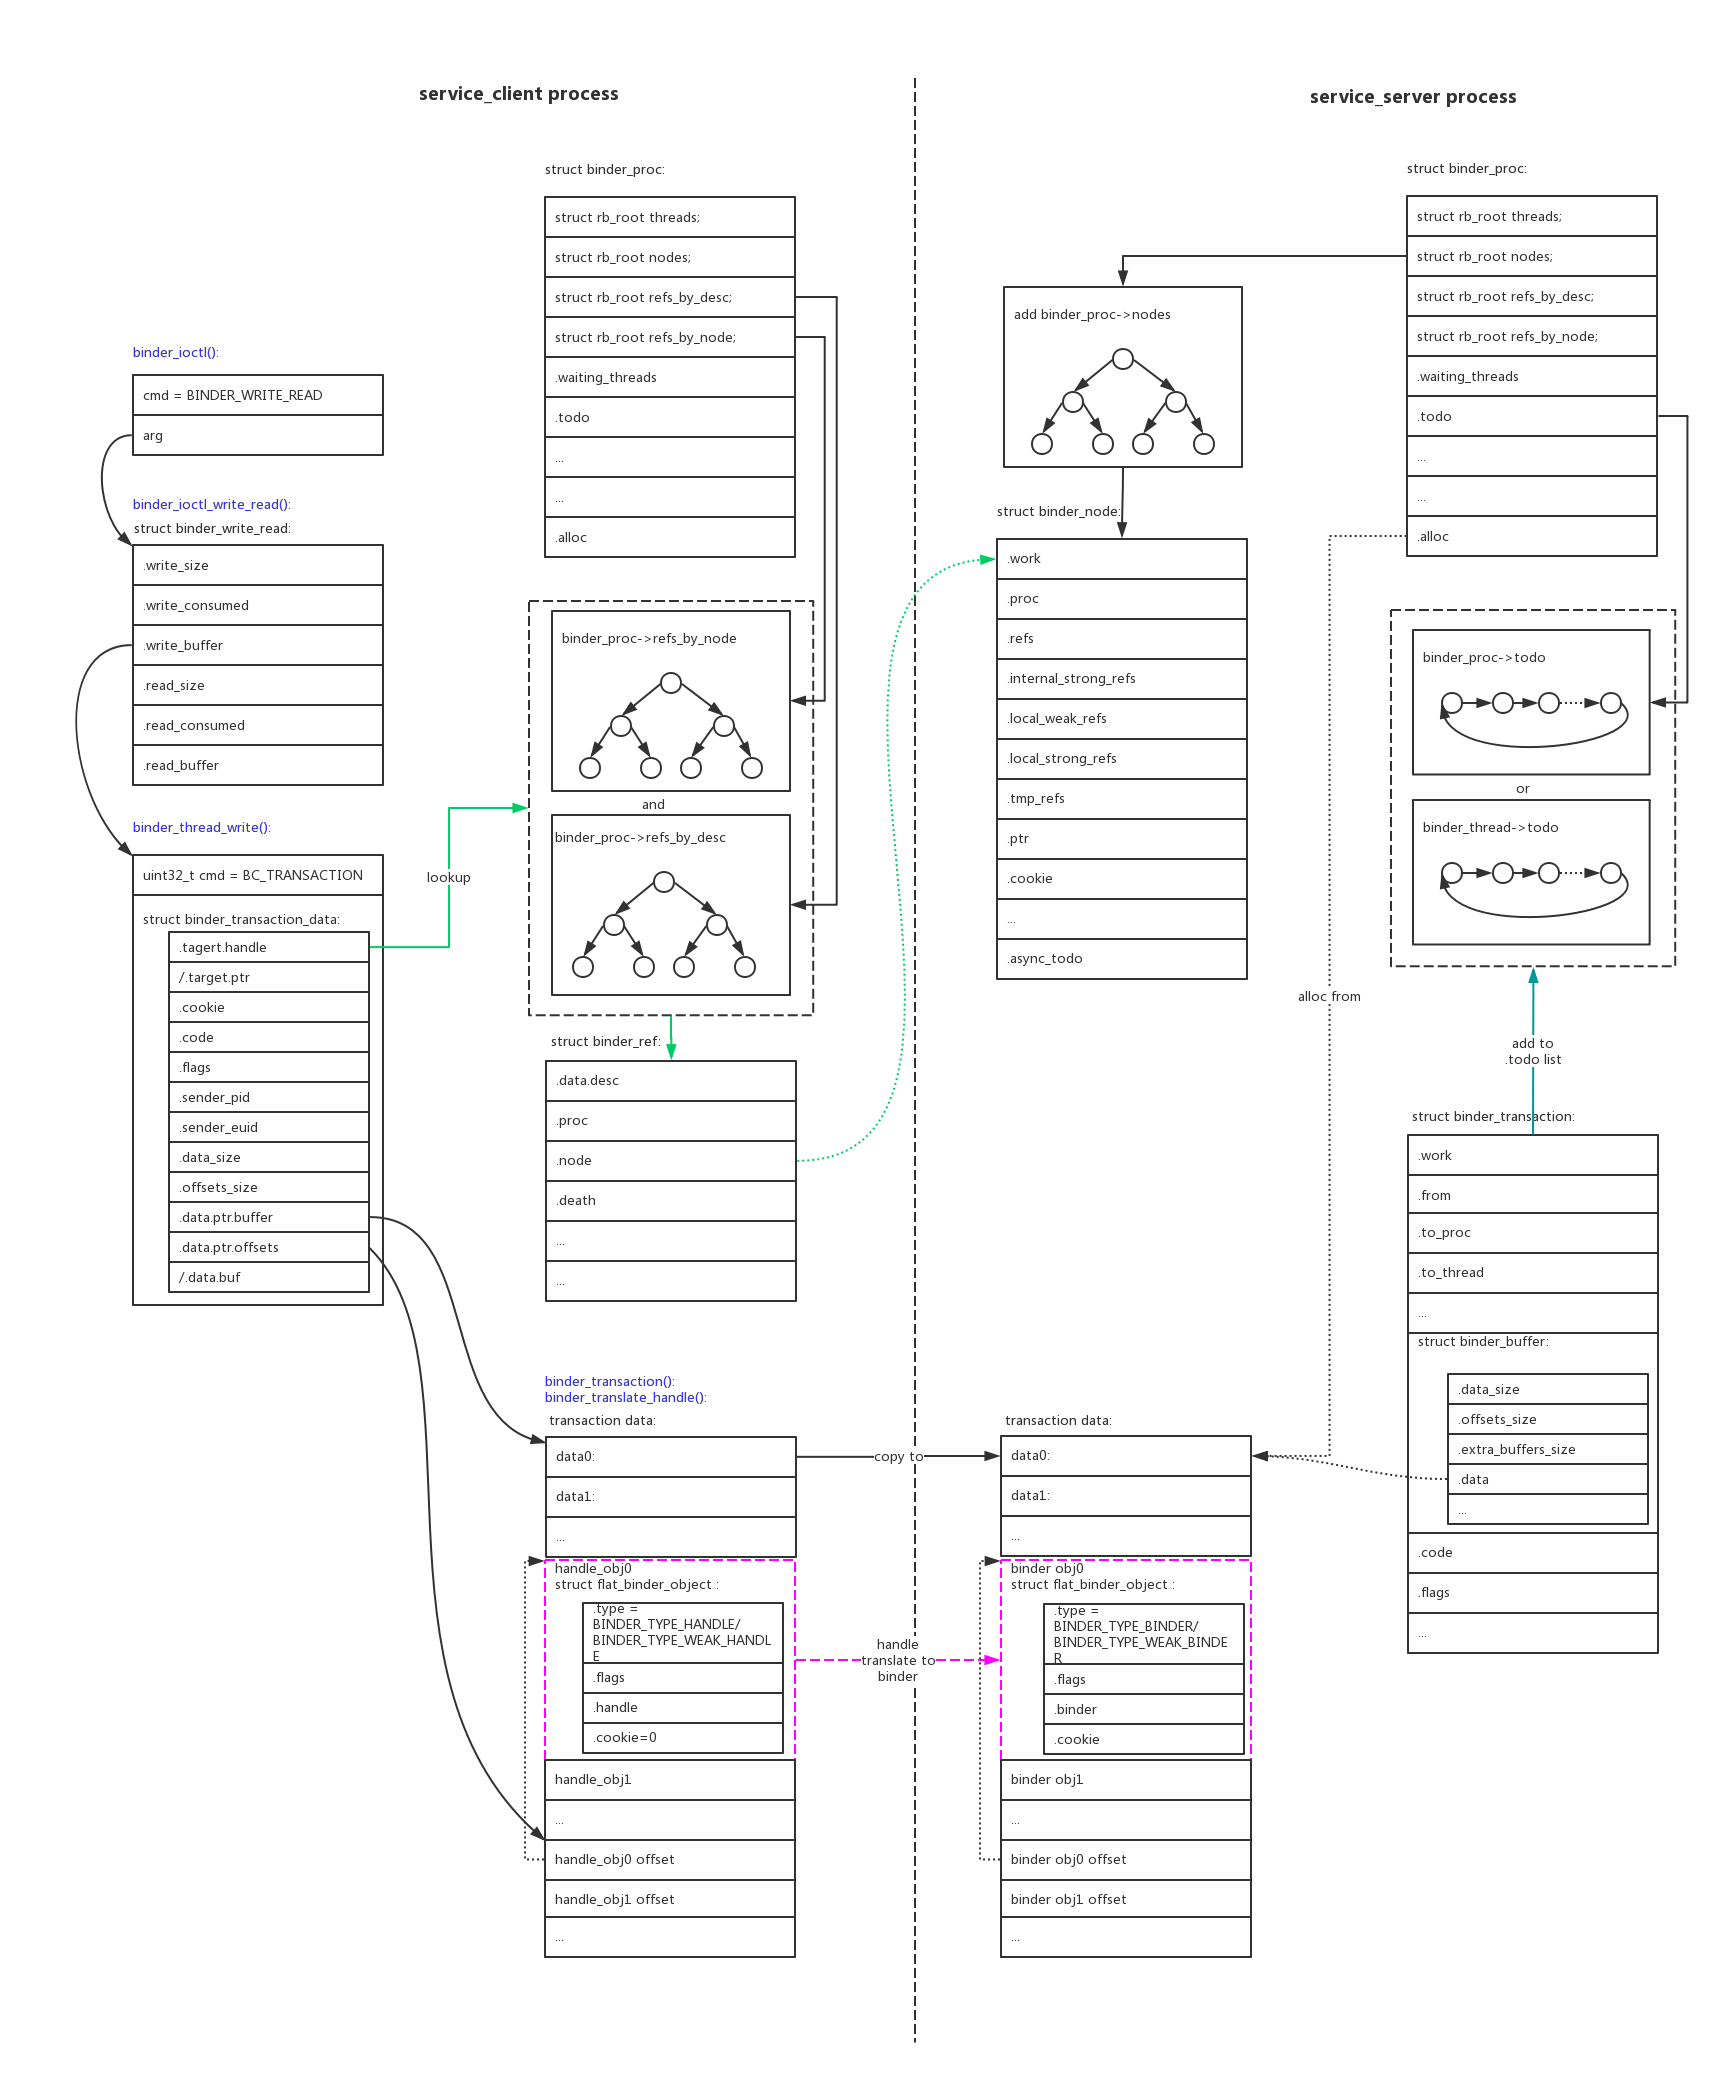 service_client process
service_server process
binder_ioctl():
cmd = BINDER_WRITE_READ
arg
binder_ioctl_write_read():
struct binder_write_read:
.write_size
.write_consumed
.write_buffer
.read_size
.read_consumed
.read_buffer
binder_thread_write():
uint32_t cmd = BC_TRANSACTION
struct binder_transaction_data:
.tagert.handle
/.target.ptr
.cookie
.code
.flags
.sender_pid
.sender_euid
.data_size
.offsets_size
.data.ptr.buffer
.data.ptr.offsets
/.data.buf
lookup
struct binder_proc:
struct rb_root threads;
struct rb_root nodes;
struct rb_root refs_by_desc;
struct rb_root refs_by_node;
.waiting_threads
.todo
...
...
.alloc
binder_proc->refs_by_node
and
binder_proc->refs_by_desc
struct binder_ref:
.data.desc
.proc
.node
.death
...
...
binder_transaction():
binder_translate_handle():
transaction data:
data0:
data1:
...
handle_obj0
struct flat_binder_object :
.type =
BINDER_TYPE_HANDLE/
BINDER_TYPE_WEAK_HANDL
E
.flags
.handle
.cookie=0
handle_obj1
...
handle_obj0 offset
handle_obj1 offset
...
copy to
handle
translate to
binder
add binder_proc->nodes
struct binder_node:
.work
.proc
.refs
.internal_strong_refs
.local_weak_refs
.local_strong_refs
.tmp_refs
.ptr
.cookie
...
.async_todo
transaction data:
data0:
data1:
...
binder obj0
struct flat_binder_object :
.type =
BINDER_TYPE_BINDER/
BINDER_TYPE_WEAK_BINDE
R
.flags
.binder
.cookie
binder obj1
...
binder obj0 offset
binder obj1 offset
...
alloc from
struct binder_proc:
struct rb_root threads;
struct rb_root nodes;
struct rb_root refs_by_desc;
struct rb_root refs_by_node;
.waiting_threads
.todo
...
...
.alloc
binder_proc->todo
or
binder_thread->todo
add to
.todo list
struct binder_transaction:
.work
.from
.to_proc
.to_thread
...
struct binder_buffer:
.data_size
.offsets_size
.extra_buffers_size
.data
...
.code
.flags
...